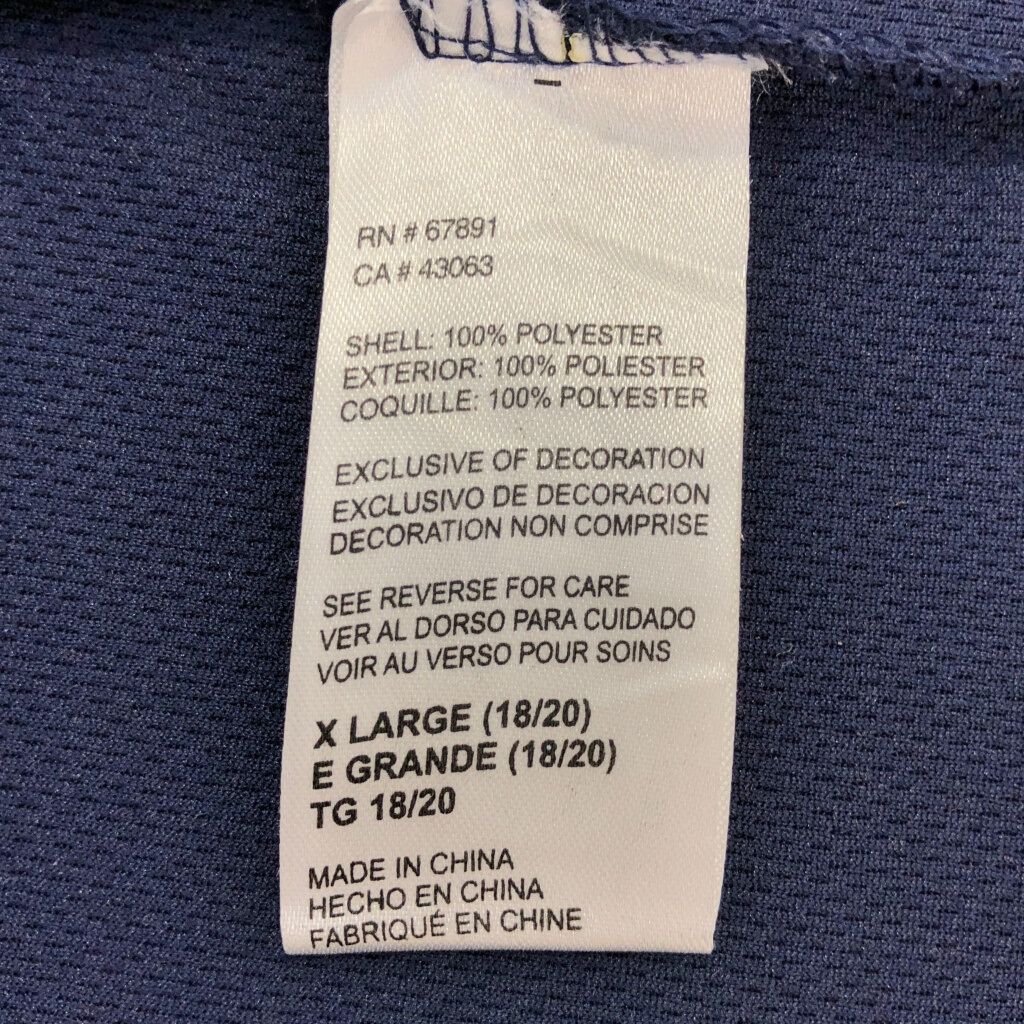 RN # 67891
CA # 43063
SHELL: 100% POLYESTER
EXTERIOR: 100% POLIESTER
COQUILLE: 100% POLYESTER
EXCLUSIVE OF DECORATION
EXCLUSIVO DE DECORACION
DECORATION NON COMPRISE
SEE REVERSE FOR CARE
VER AL DORSO PARA CUIDADO
VOIR AU VERSO POUR SOINS
X LARGE (18/20)
E GRANDE (18/20)
TG 18/20
MADE IN CHINA
HECHO EN CHINA
FABRIQUÉ EN CHINE